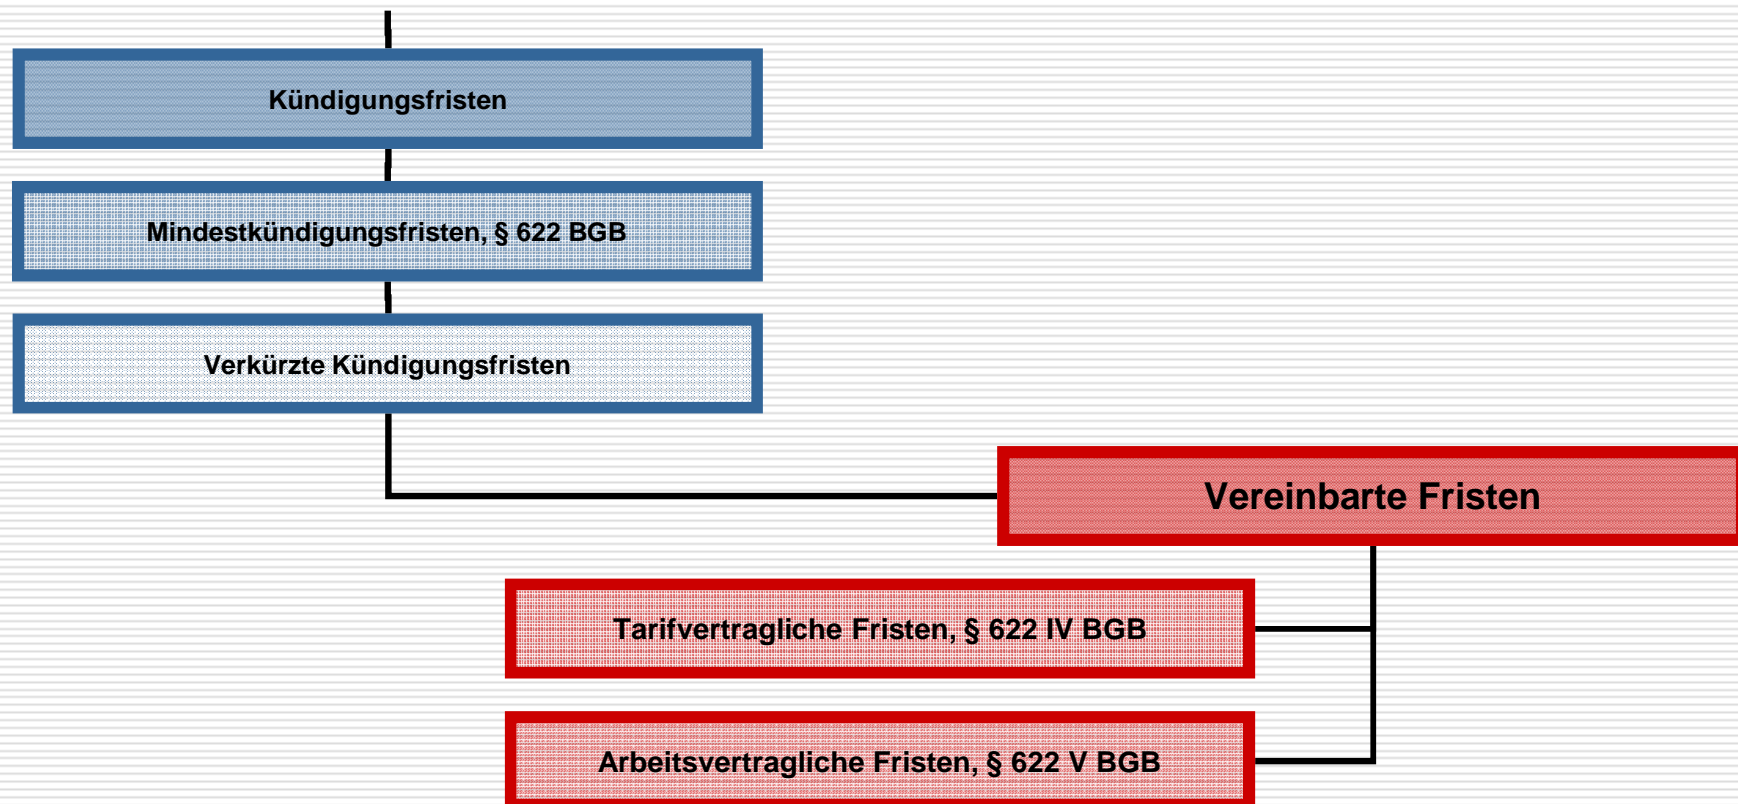 Kündigungsfristen
Mindestkündigungsfristen, § 622 BGB
Verkürzte Kündigungsfristen
Vereinbarte Fristen
Tarifvertragliche Fristen, § 622 IV BGB
Arbeitsvertragliche Fristen, § 622 V BGB